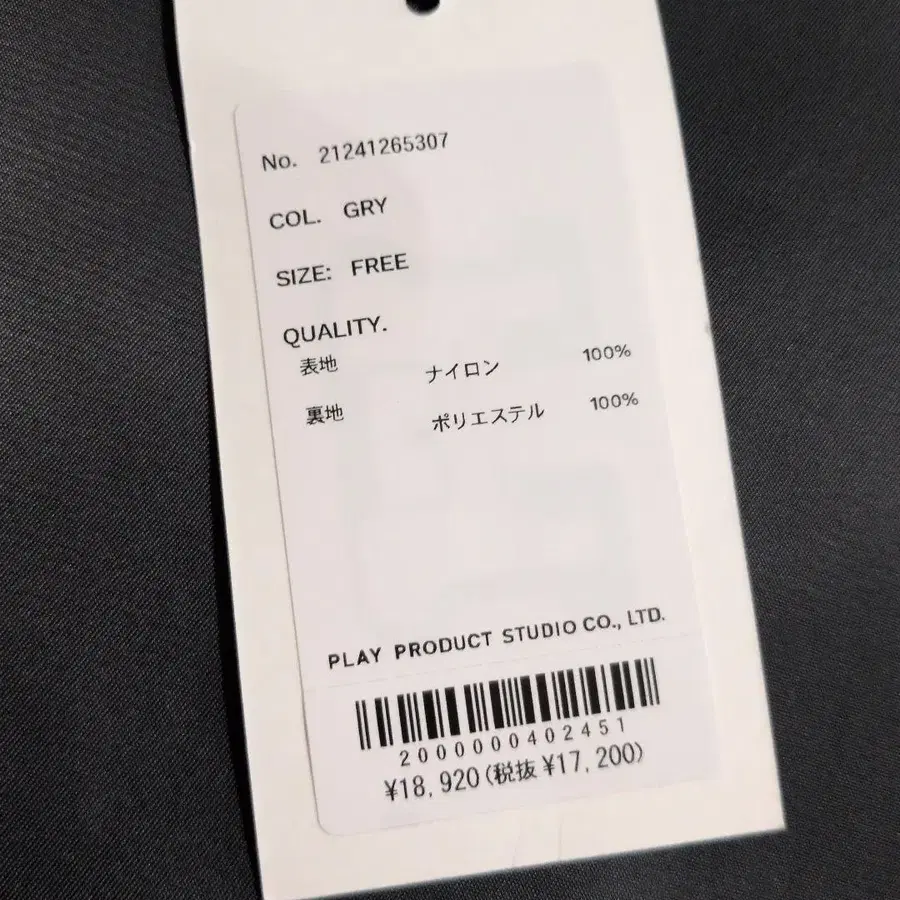 No. 21241265307
COL. GRY
SIZE: FREE
QUALITY.
表地 ナイロン 100%
裏地 ポリエステル 100%
PLAY PRODUCT STUDIO CO., LTD.
2000000402451
¥18,920(税抜¥17,200)